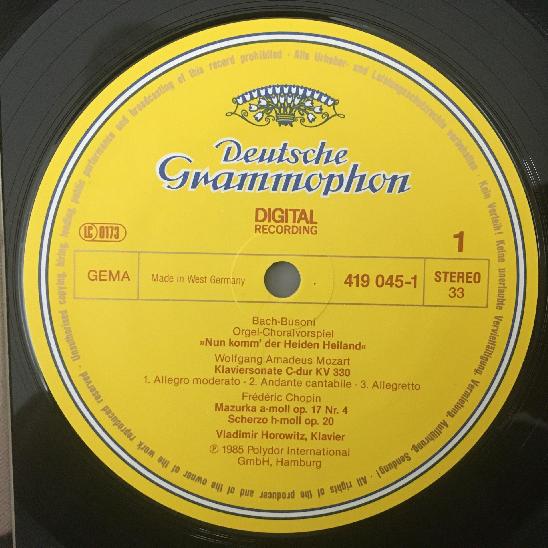 Deutsche
Grammophon
DIGITAL
RECORDING
LC 0173
1
GEMA
Made in West Germany
419 045-1
STEREO
33
Bach-Busoni
Orgel-Choralvorspiel
»Nun komm' der Heiden Heiland«
Wolfgang Amadeus Mozart
Klaviersonate C-dur KV 330
1. Allegro moderato - 2. Andante cantabile - 3. Allegretto
Frédéric Chopin
Mazurka a-moll op. 17 Nr. 4
Scherzo h-moll op. 20
Vladimir Horowitz, Klavier
℗ 1985 Polydor International
GmbH, Hamburg
Alle Urheber- und Leistungsschutzrechte vorbehalten · Kein Verleih! Keine unerlaubte Vervielfältigung, Vermietung, Aufführung, Sendung! · All rights of the producer and of the owner of the work reproduced reserved · Unauthorised copying, hiring, lending, public performance and broadcasting of this record prohibited ·